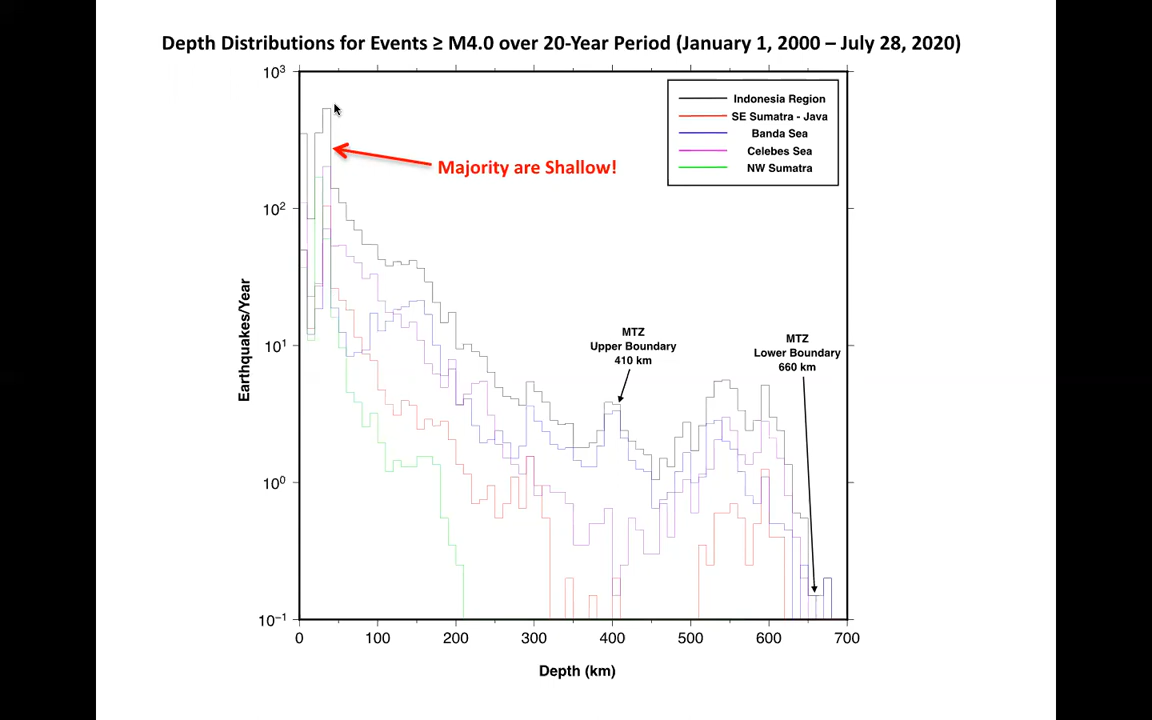 Depth Distributions for Events ≥ M4.0 over 20-Year Period (January 1, 2000 – July 28, 2020)
10³
Indonesia Region
SE Sumatra - Java
Banda Sea
Celebes Sea
NW Sumatra
Majority are Shallow!
10²
MTZ
Upper Boundary
410 km
MTZ
Lower Boundary
660 km
10¹
Earthquakes/Year
10⁰
10⁻¹
0 100 200 300 400 500 600 700
Depth (km)